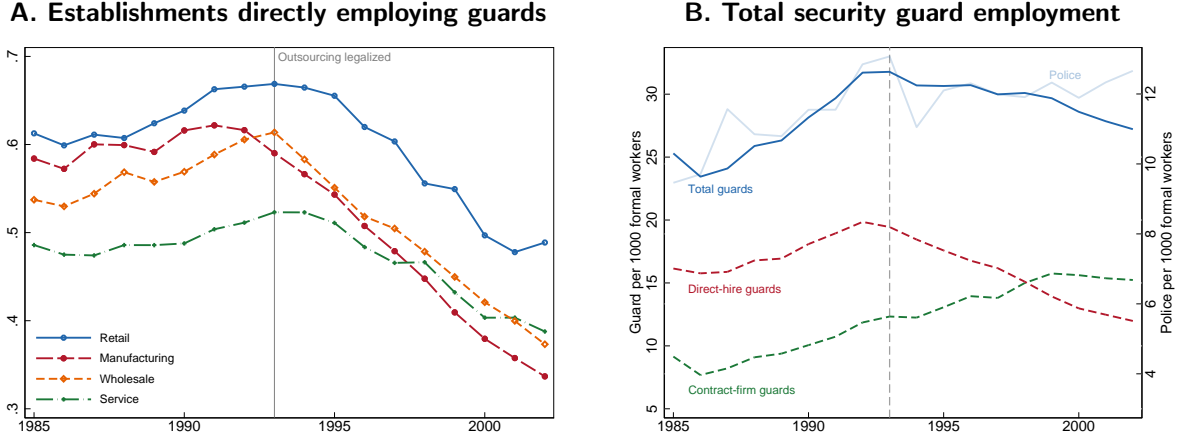 A. Establishments directly employing guards
.7
.6
.5
.4
.3
Outsourcing legalized
Retail
Manufacturing
Wholesale
Service
1985
1990
1995
2000
B. Total security guard employment
Guard per 1000 formal workers
30
25
20
15
10
5
Police
Total guards
Direct-hire guards
Contract-firm guards
1985
1990
1995
2000
12
10
8
6
4
Police per 1000 formal workers